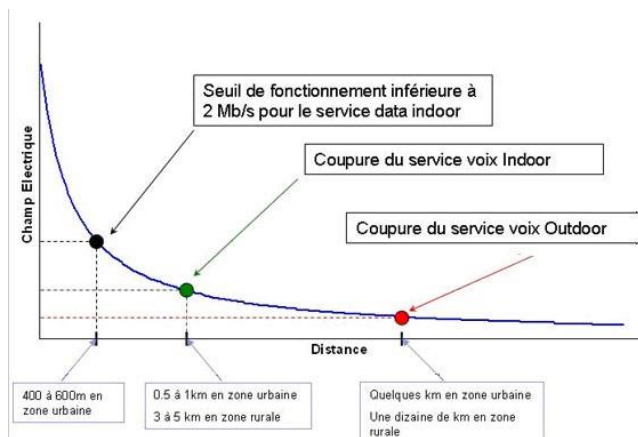 Seuil de fonctionnement inférieure à
2 Mb/s pour le service data indoor
Coupure du service voix Indoor
Coupure du service voix Outdoor
Champ Electrique
Distance
400 à 600m en
zone urbaine
0.5 à 1km en zone urbaine
3 à 5 km en zone rurale
Quelques km en zone urbaine
Une dizaine de km en zone
rurale